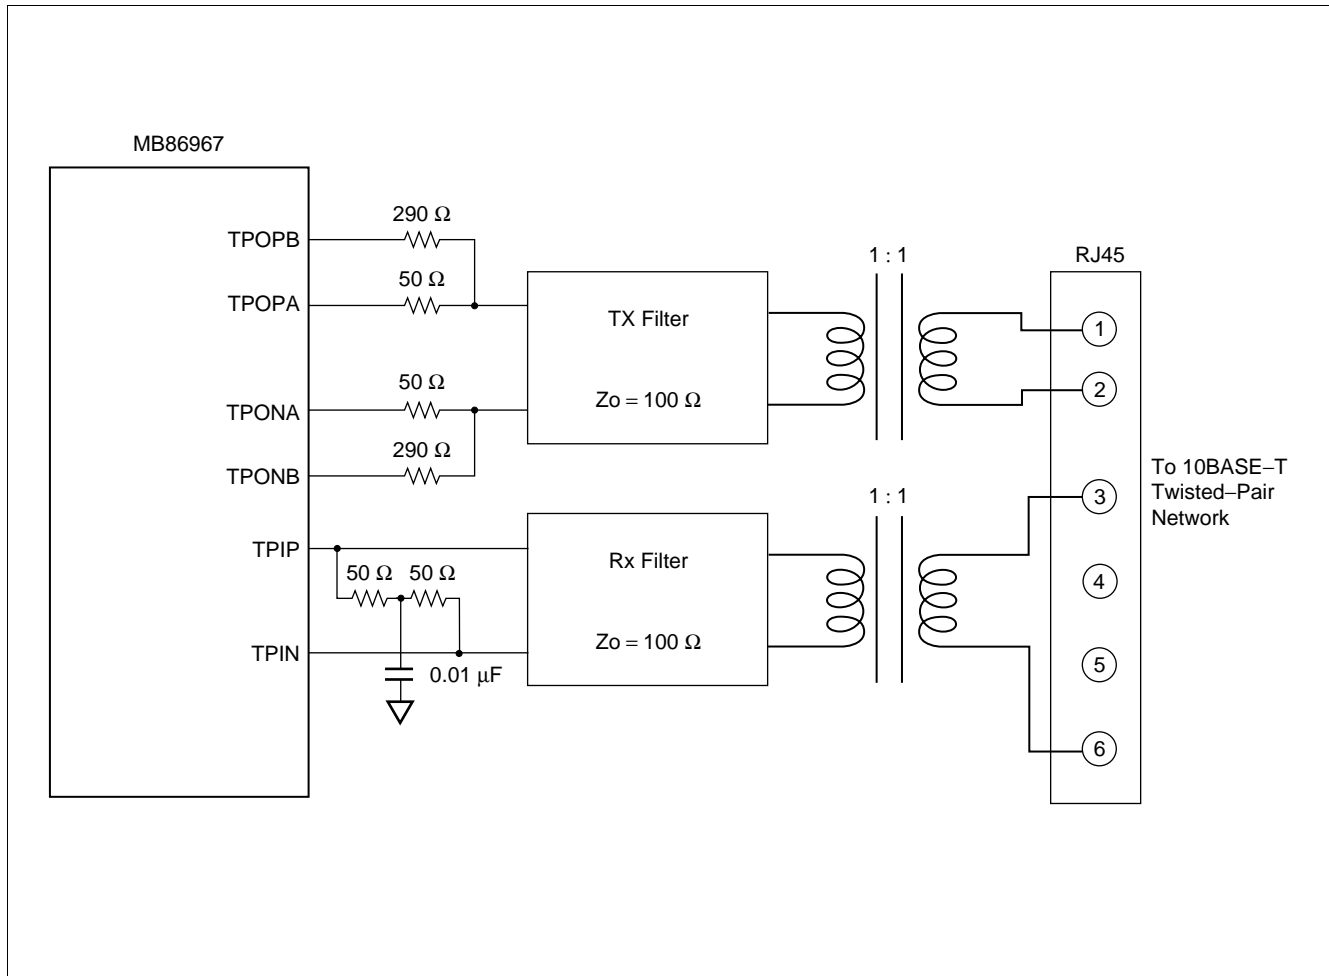 MB86967
TPOPB
290 Ω
TPOPA
50 Ω
TPONA
50 Ω
TPONB
290 Ω
TPIP
50 Ω 50 Ω
TPIN
0.01 μF
TX Filter
Zo = 100 Ω
Rx Filter
Zo = 100 Ω
1 : 1
1 : 1
RJ45
1
2
3
4
5
6
To 10BASE–T
Twisted–Pair
Network